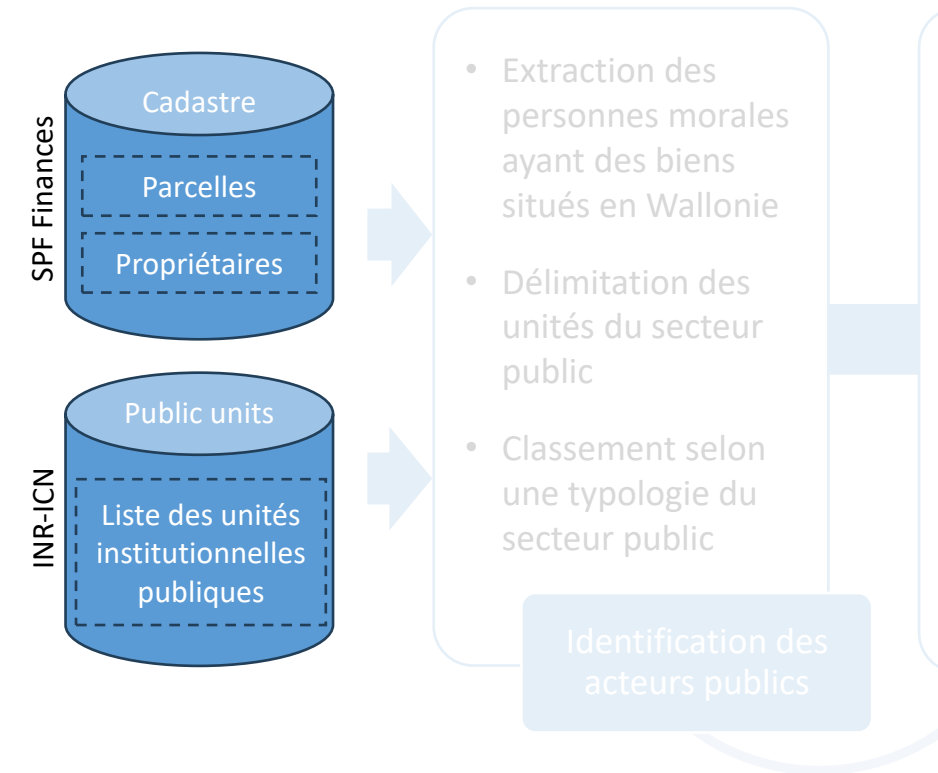 SPF Finances
Cadastre
Parcelles
Propriétaires
INR-ICN
Public units
Liste des unités
institutionnelles
publiques
• Extraction des
personnes morales
ayant des biens
situés en Wallonie
• Délimitation des
unités du secteur
public
• Classement selon
une typologie du
secteur public
Identification des
acteurs publics